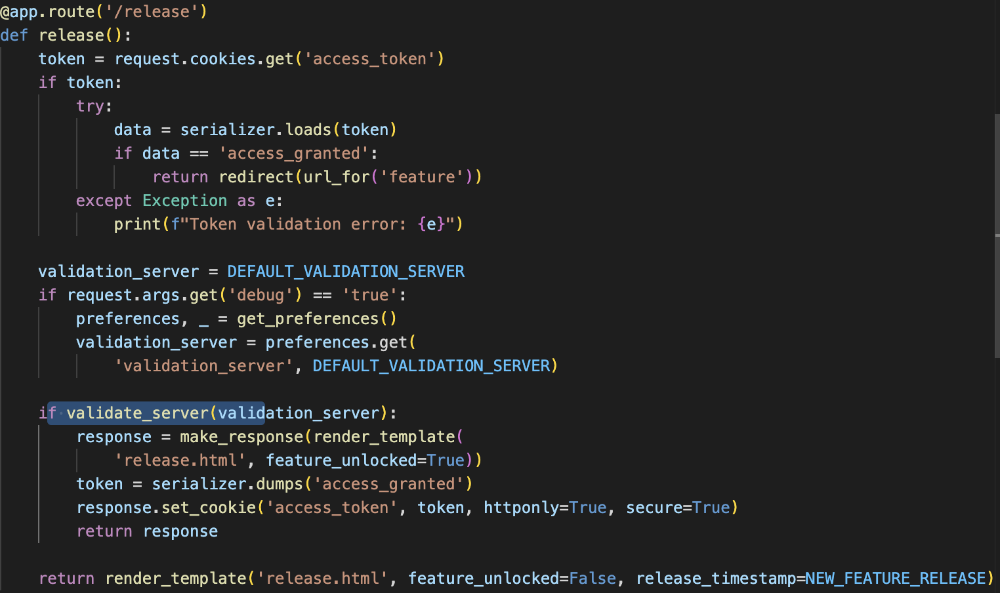 @app.route('/release')
def release():
    token = request.cookies.get('access_token')
    if token:
        try:
            data = serializer.loads(token)
            if data == 'access_granted':
                return redirect(url_for('feature'))
        except Exception as e:
            print(f"Token validation error: {e}")

    validation_server = DEFAULT_VALIDATION_SERVER
    if request.args.get('debug') == 'true':
        preferences, _ = get_preferences()
        validation_server = preferences.get(
            'validation_server', DEFAULT_VALIDATION_SERVER)

    if validate_server(validation_server):
        response = make_response(render_template(
            'release.html', feature_unlocked=True))
        token = serializer.dumps('access_granted')
        response.set_cookie('access_token', token, httponly=True, secure=True)
        return response

    return render_template('release.html', feature_unlocked=False, release_timestamp=NEW_FEATURE_RELEASE)